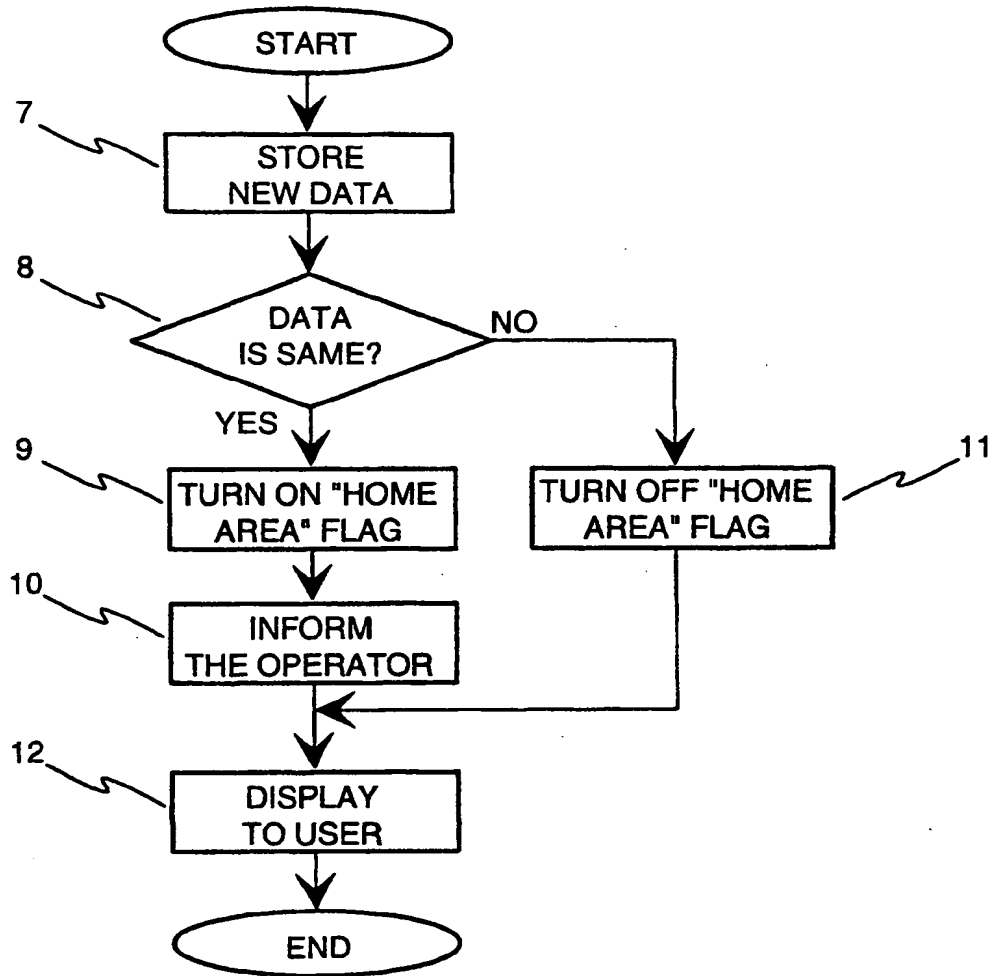 START
7
STORE
NEW DATA
8
DATA
IS SAME?
NO
YES
9
TURN ON "HOME
AREA" FLAG
11
TURN OFF "HOME
AREA" FLAG
10
INFORM
THE OPERATOR
12
DISPLAY
TO USER
END